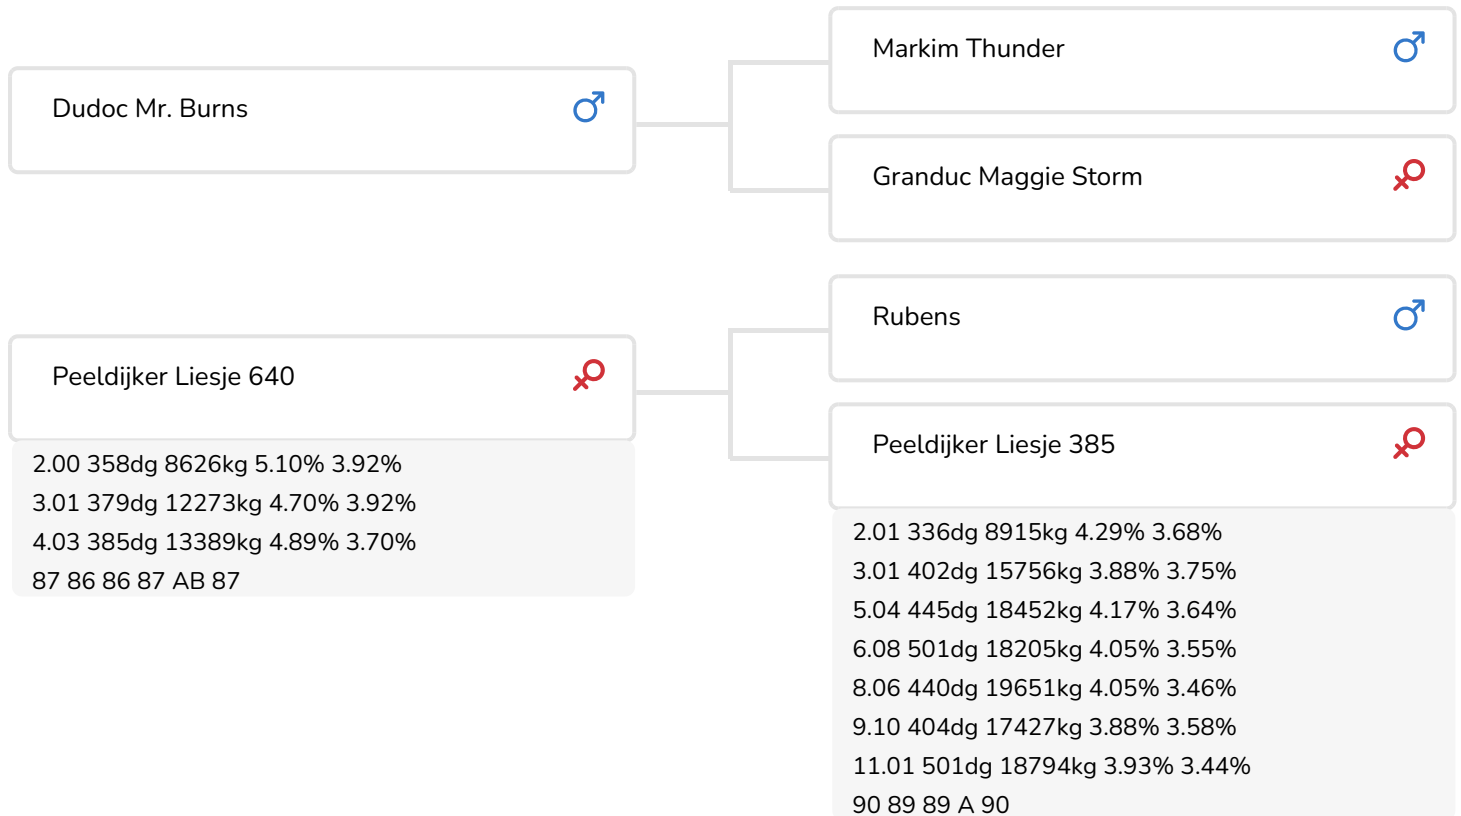 Dudoc Mr. Burns
Peeldijker Liesje 640
2.00 358dg 8626kg 5.10% 3.92%
3.01 379dg 12273kg 4.70% 3.92%
4.03 385dg 13389kg 4.89% 3.70%
87 86 86 87 AB 87
Markim Thunder
Granduc Maggie Storm
Rubens
Peeldijker Liesje 385
2.01 336dg 8915kg 4.29% 3.68%
3.01 402dg 15756kg 3.88% 3.75%
5.04 445dg 18452kg 4.17% 3.64%
6.08 501dg 18205kg 4.05% 3.55%
8.06 440dg 19651kg 4.05% 3.46%
9.10 404dg 17427kg 3.88% 3.58%
11.01 501dg 18794kg 3.93% 3.44%
90 89 89 A 90